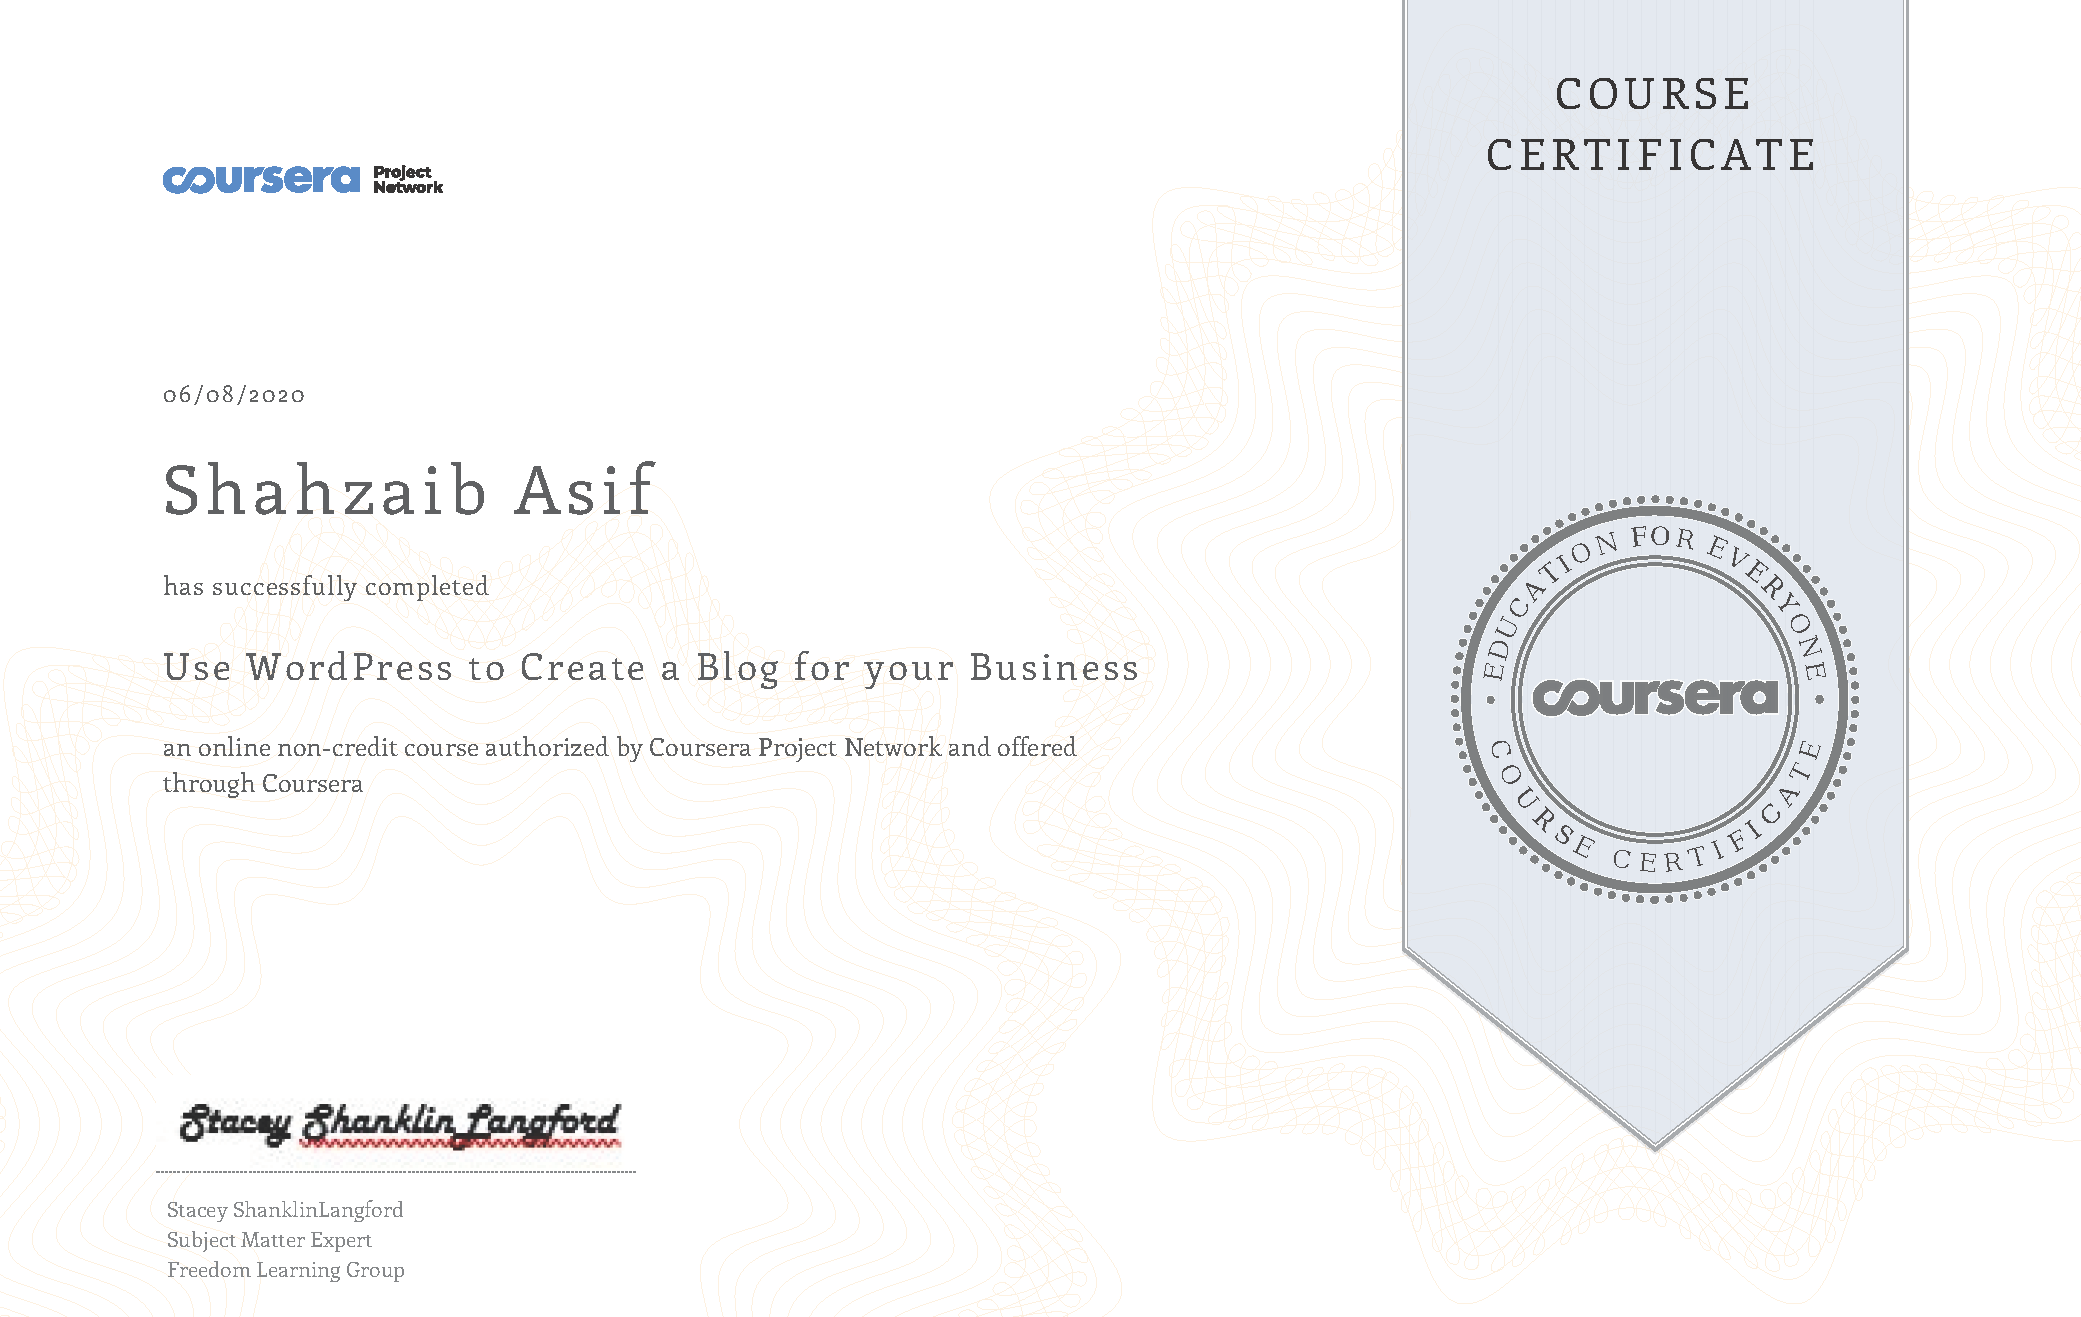 coursera Project Network
06/08/2020
Shahzaib Asif
has successfully completed
Use WordPress to Create a Blog for your Business
an online non-credit course authorized by Coursera Project Network and offered
through Coursera
Stacey Shanklin Langford
Stacey ShanklinLangford
Subject Matter Expert
Freedom Learning Group
COURSE
CERTIFICATE
EDUCATION FOR EVERYONE
coursera
COURSE CERTIFICATE